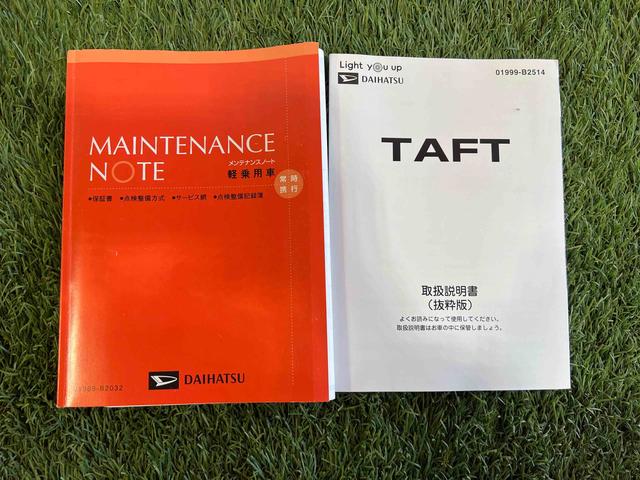 MAINTENANCE
NOTE
メンテナンスノート
軽乗用車
常時
携行
●保証書 ●点検整備方式 ●サービス網 ●点検整備記録簿
DAIHATSU
01989-B2032
Light you up
DAIHATSU
01999-B2514
TAFT
取扱説明書
（抜粋版）
よくお読みになって使用してください。
取扱説明書はお車の中に保管しましょう。